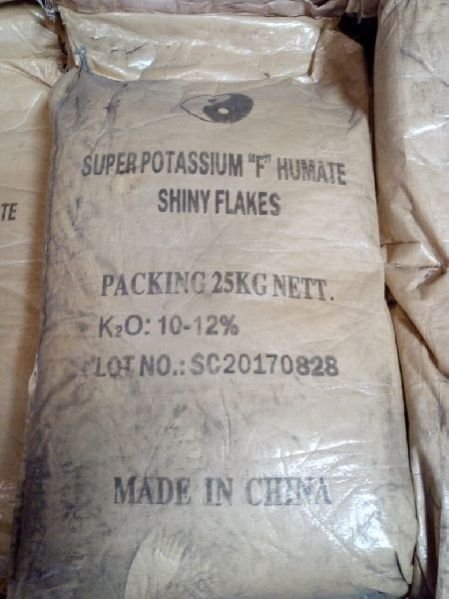 SUPER POTASSIUM "F" HUMATE
SHINY FLAKES
PACKING 25KG NETT.
K₂O: 10-12%
LOT NO.: SC20170828
MADE IN CHINA
TE